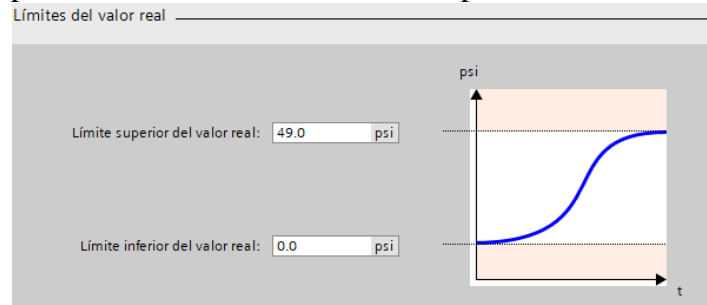 Límites del valor real
psi
Límite superior del valor real: 49.0 psi
Límite inferior del valor real: 0.0 psi
t